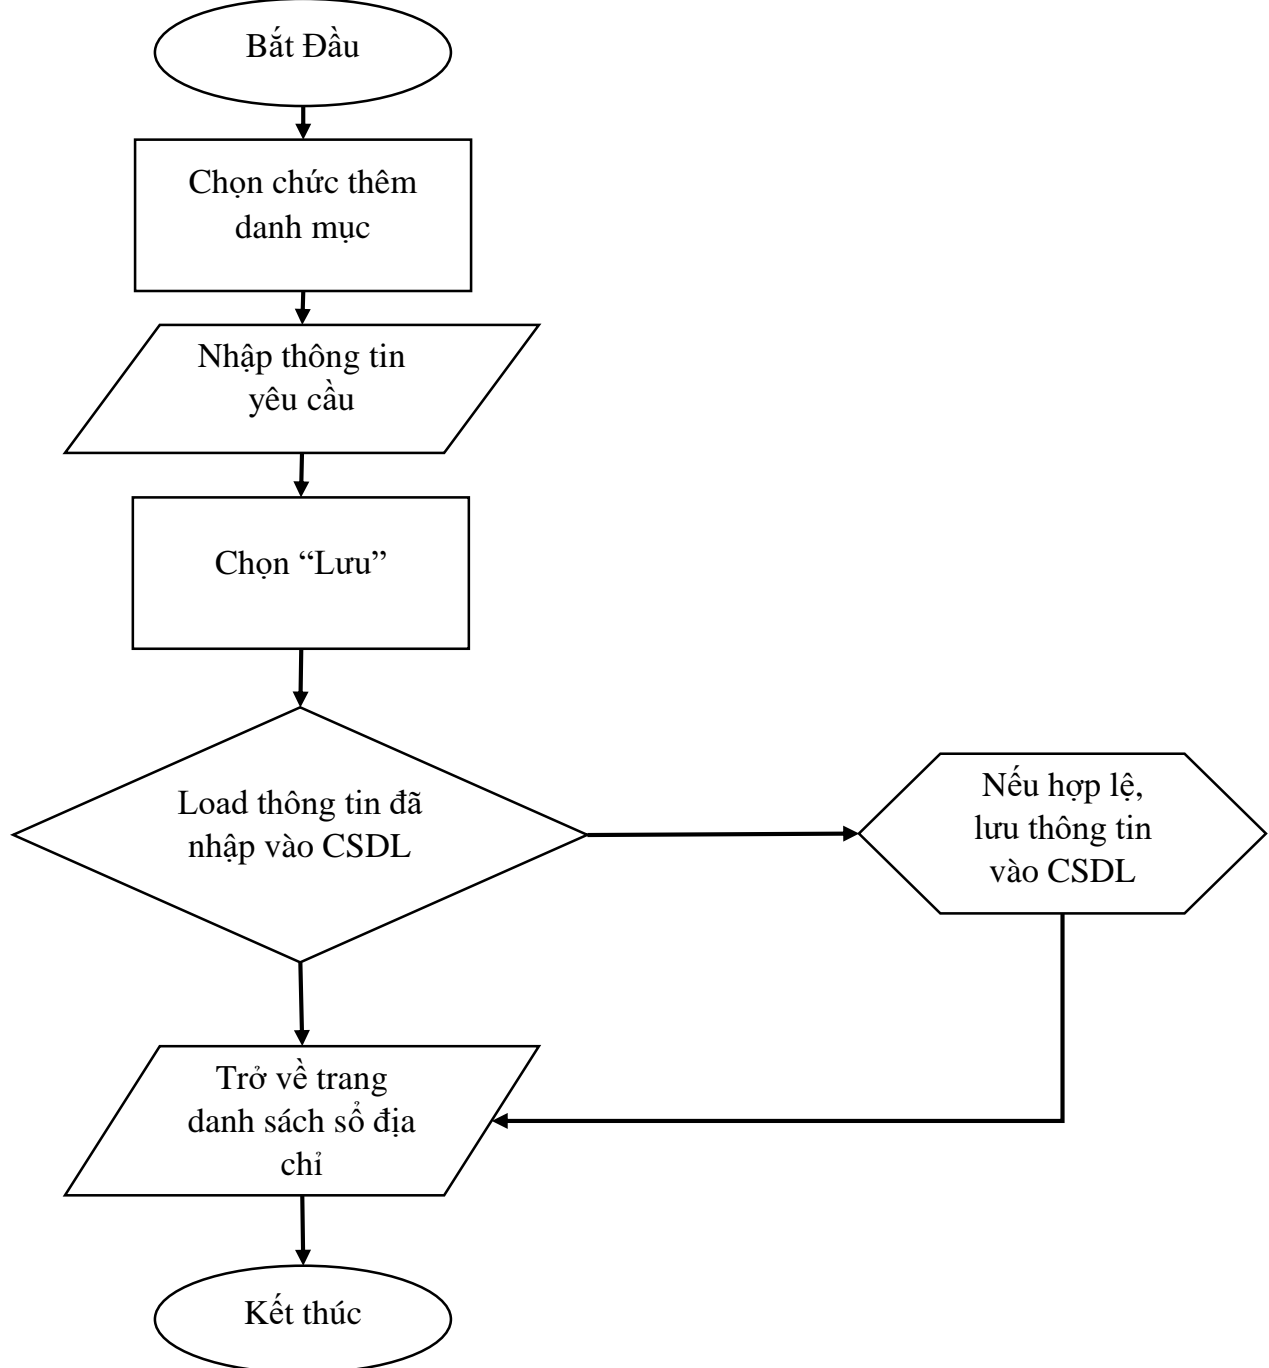 Bắt Đầu
Chọn chức thêm
danh mục
Nhập thông tin
yêu cầu
Chọn “Lưu”
Load thông tin đã
nhập vào CSDL
Nếu hợp lệ,
lưu thông tin
vào CSDL
Trở về trang
danh sách sổ địa
chỉ
Kết thúc